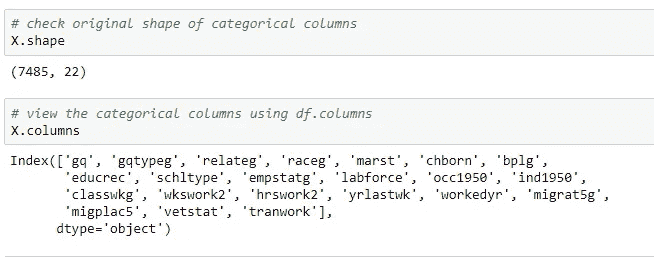 # check original shape of categorical columns
X.shape
(7485, 22)
# view the categorical columns using df.columns
X.columns
Index(['gq', 'gqtypeg', 'relateg', 'raceg', 'marst', 'chborn', 'bplg',
'educrec', 'schltype', 'empstatg', 'labforce', 'occ1950', 'ind1950',
'classwkg', 'wkswork2', 'hrswork2', 'yrlastwk', 'workedyr', 'migrat5g',
'migplac5', 'vetstat', 'tranwork'],
dtype='object')